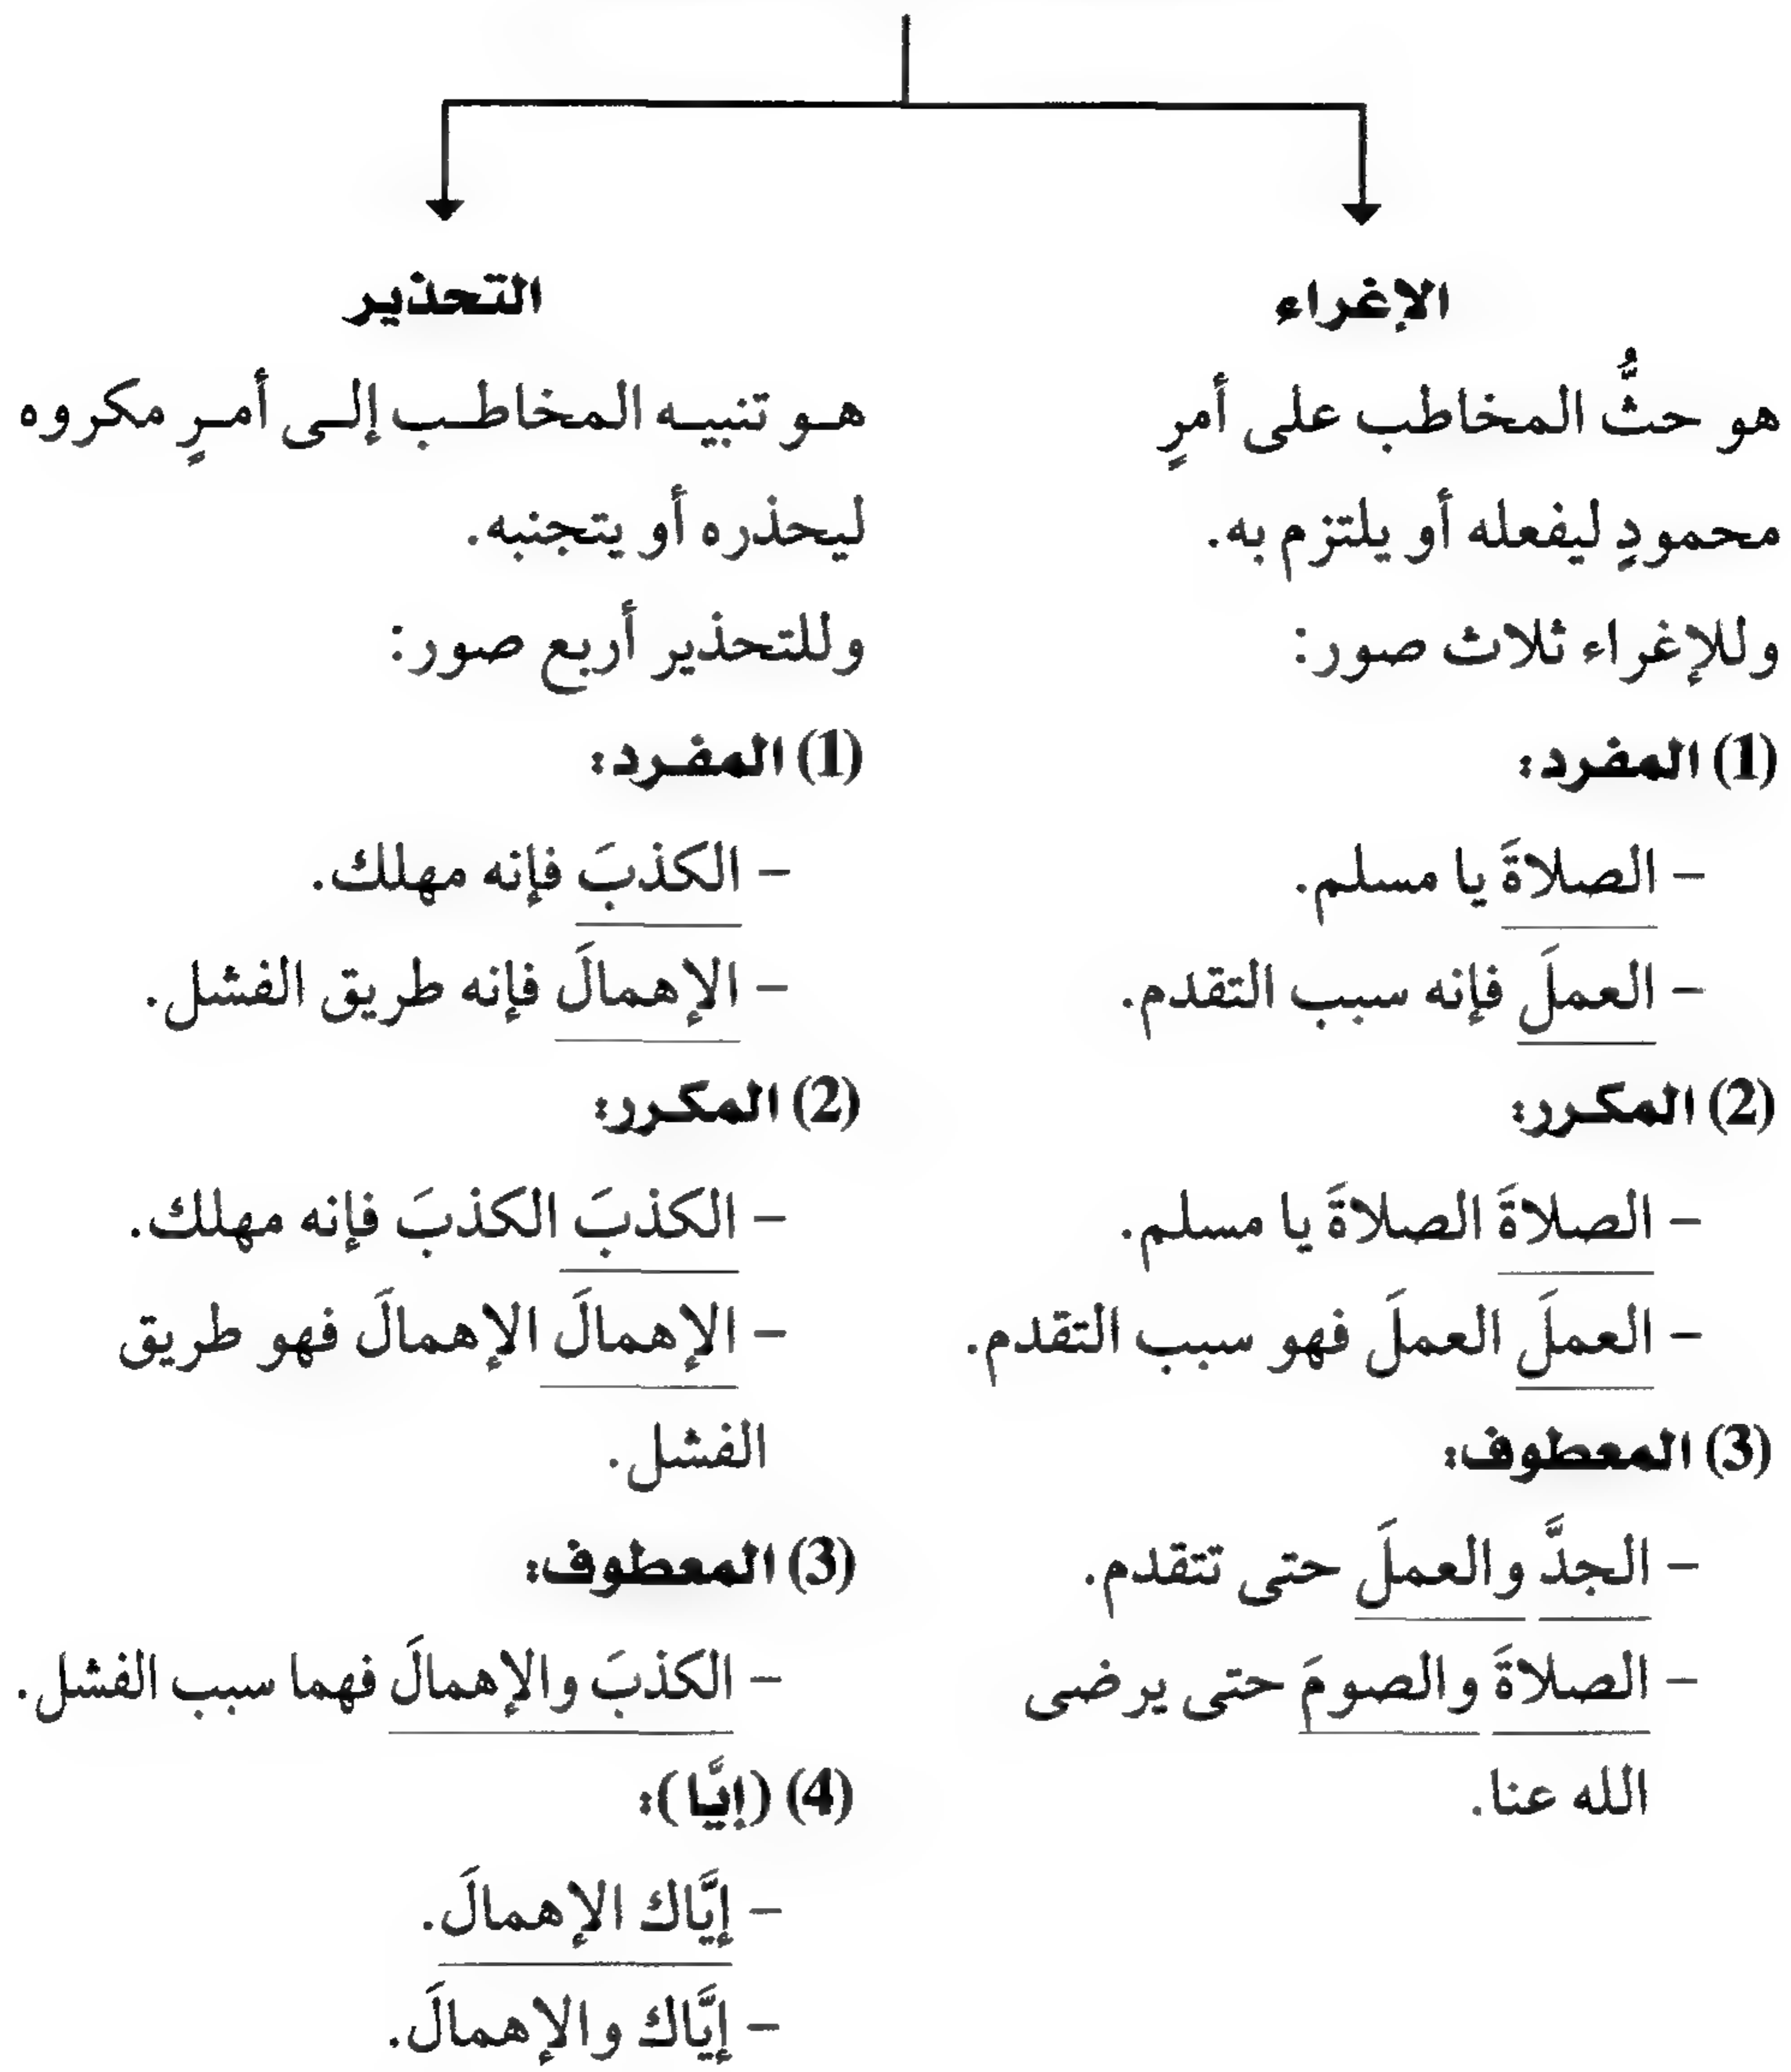 الإغراء
هو حثُّ المخاطب على أمرٍ
محمودٍ ليفعله أو يلتزم به.
وللإغراء ثلاث صور:
(1) المفرد:
– الصلاةَ يا مسلم.
– العملَ فإنه سبب التقدم.
(2) المكرر:
– الصلاةَ الصلاةَ يا مسلم.
– العملَ العملَ فهو سبب التقدم.
(3) المعطوف:
– الجدَّ والعملَ حتى تتقدم.
– الصلاةَ والصومَ حتى يرضى
الله عنا.
التحذير
هو تنبيه المخاطب إلى أمرٍ مكروه
ليحذره أو يتجنبه.
وللتحذير أربع صور:
(1) المفرد:
– الكذبَ فإنه مهلك.
– الإهمالَ فإنه طريق الفشل.
(2) المكرر:
– الكذبَ الكذبَ فإنه مهلك.
– الإهمالَ الإهمالَ فهو طريق
الفشل.
(3) المعطوف:
– الكذبَ والإهمالَ فهما سبب الفشل.
(4) (إيَّا):
– إيَّاك الإهمالَ.
– إيَّاك والإهمالَ.